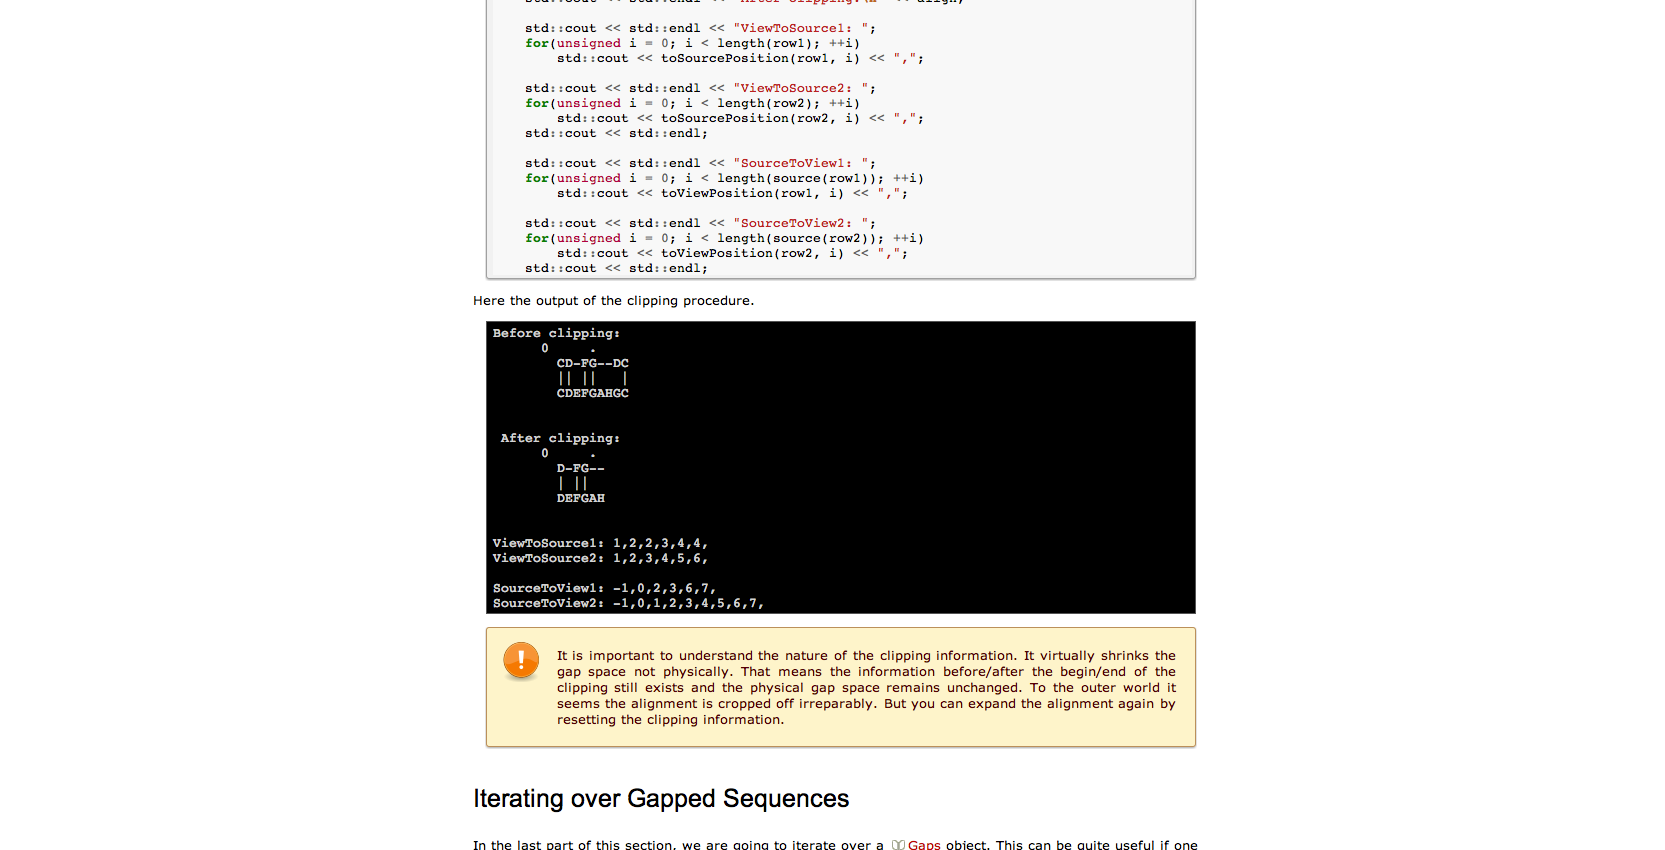 std::cout << std::endl << "After clipping:\n" << align;
std::cout << std::endl << "ViewToSource1: ";
for(unsigned i = 0; i < length(row1); ++i)
std::cout << toSourcePosition(row1, i) << ",";
std::cout << std::endl << "ViewToSource2: ";
for(unsigned i = 0; i < length(row2); ++i)
std::cout << toSourcePosition(row2, i) << ",";
std::cout << std::endl;
std::cout << std::endl << "SourceToView1: ";
for(unsigned i = 0; i < length(source(row1)); ++i)
std::cout << toViewPosition(row1, i) << ",";
std::cout << std::endl << "SourceToView2: ";
for(unsigned i = 0; i < length(source(row2)); ++i)
std::cout << toViewPosition(row2, i) << ",";
std::cout << std::endl;
Here the output of the clipping procedure.
Before clipping:
0     .
CD-FG--DC
|| ||   |
CDEFGAHGC
After clipping:
0     .
D-FG--
| ||
DEFGAH
ViewToSource1: 1,2,2,3,4,4,
ViewToSource2: 1,2,3,4,5,6,
SourceToView1: -1,0,2,3,6,7,
SourceToView2: -1,0,1,2,3,4,5,6,7,
It is important to understand the nature of the clipping information. It virtually shrinks the
gap space not physically. That means the information before/after the begin/end of the
clipping still exists and the physical gap space remains unchanged. To the outer world it
seems the alignment is cropped off irreparably. But you can expand the alignment again by
resetting the clipping information.
Iterating over Gapped Sequences
In the last part of this section, we are going to iterate over a Gaps object. This can be quite useful if one